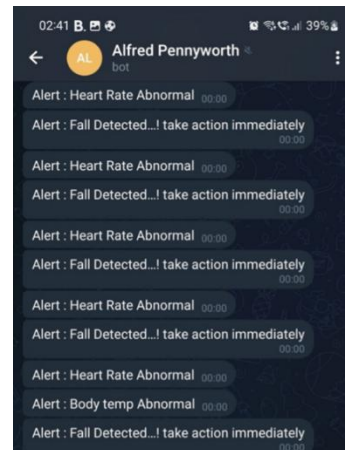 02:41 B. 39%
Alfred Pennyworth
AL
bot
Alert : Heart Rate Abnormal 00:00
Alert : Fall Detected...! take action immediately
00:00
Alert : Heart Rate Abnormal 00:00
Alert : Fall Detected...! take action immediately
00:00
Alert : Heart Rate Abnormal 00:00
Alert : Fall Detected...! take action immediately
00:00
Alert : Heart Rate Abnormal 00:00
Alert : Fall Detected...! take action immediately
00:00
Alert : Heart Rate Abnormal 00:00
Alert : Body temp Abnormal 00:00
Alert : Fall Detected...! take action immediately
00:00